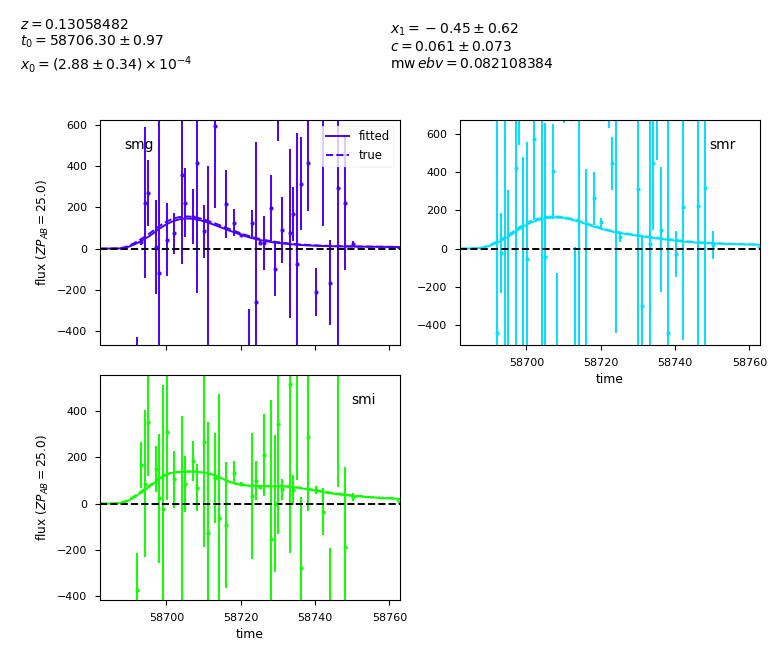 z = 0.13058482
t₀ = 58706.30 ± 0.97
x₀ = (2.88 ± 0.34) × 10⁻⁴
x₁ = −0.45 ± 0.62
c = 0.061 ± 0.073
mwebv = 0.082108384
smg
fitted
true
600
400
200
0
−200
−400
flux (ZP_AB = 25.0)
smr
600
400
200
0
−200
−400
58700
58720
58740
58760
time
smi
400
200
0
−200
−400
flux (ZP_AB = 25.0)
58700
58720
58740
58760
time